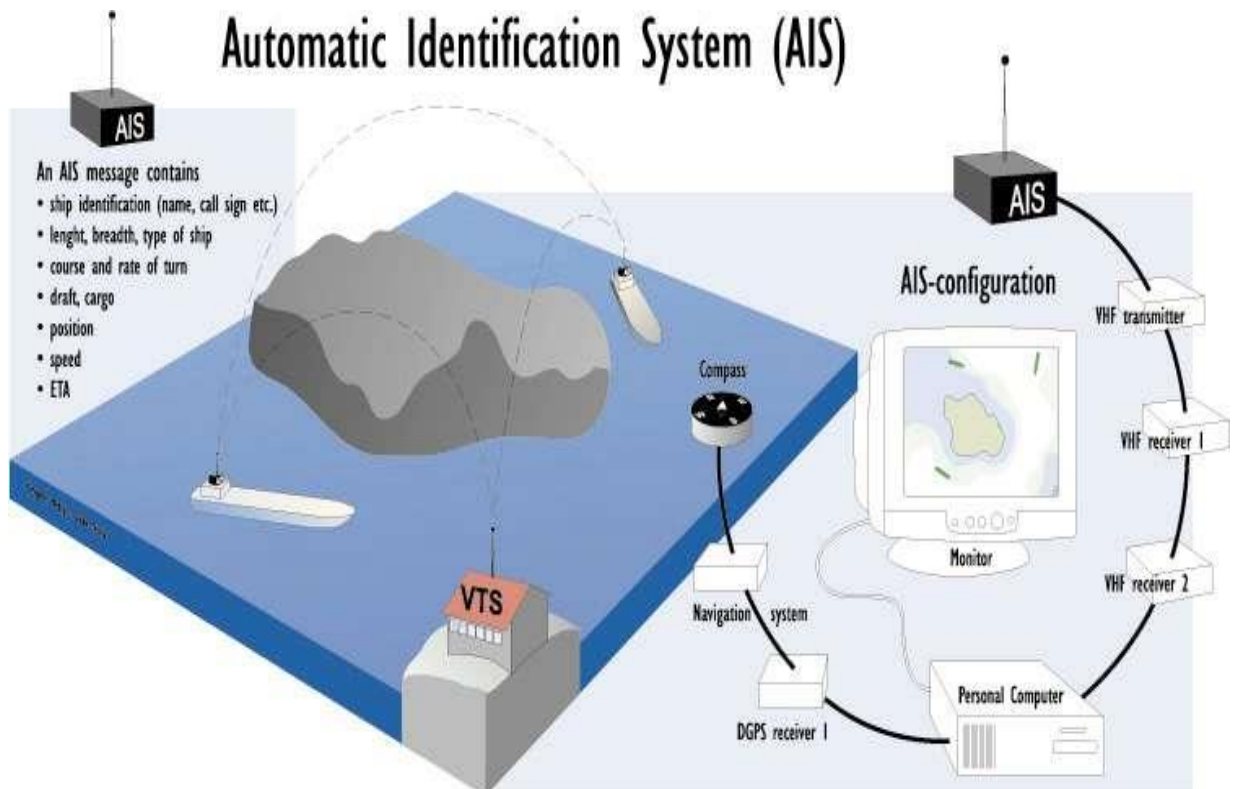 Automatic Identification System (AIS)
AIS
An AIS message contains
• ship identification (name, call sign etc.)
• lenght, breadth, type of ship
• course and rate of turn
• draft, cargo
• position
• speed
• ETA
VTS
AIS
AIS-configuration
VHF transmitter
VHF receiver 1
VHF receiver 2
Compass
Monitor
Navigation system
DGPS receiver 1
Personal Computer